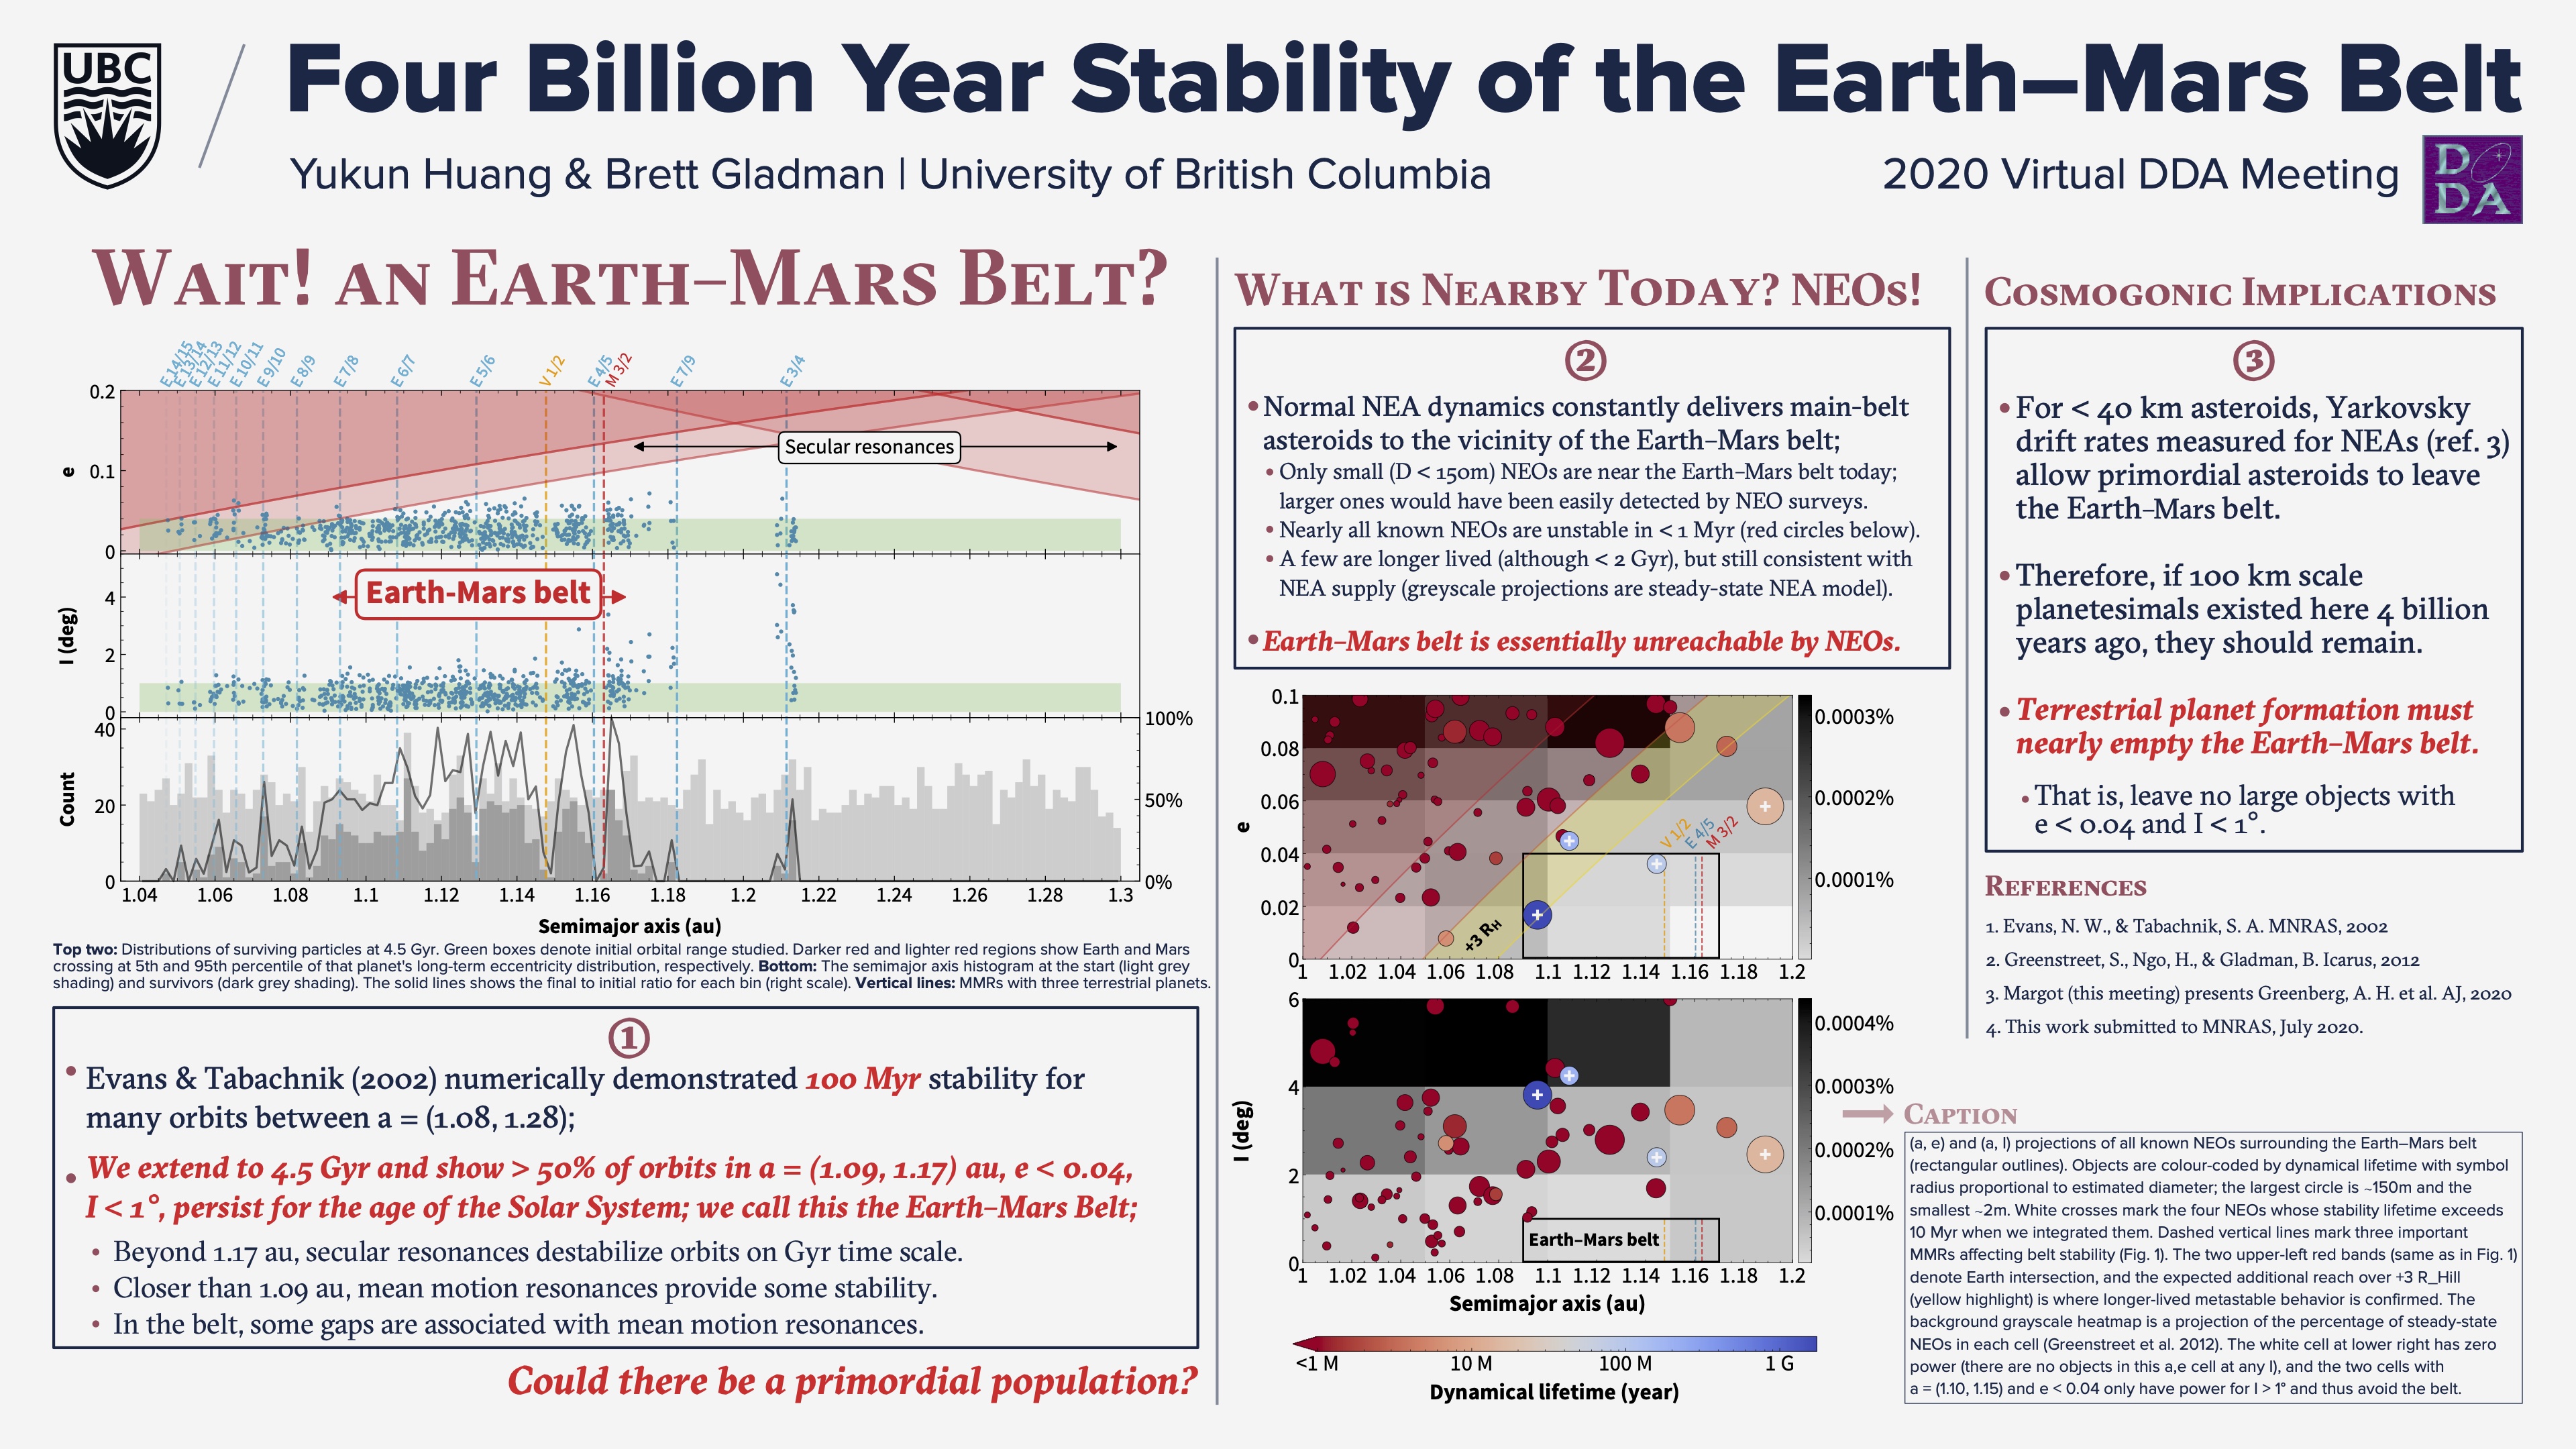 UBC
Four Billion Year Stability of the Earth–Mars Belt
Yukun Huang & Brett Gladman | University of British Columbia
2020 Virtual DDA Meeting
D
DA
Wait! an Earth–Mars Belt?
E14/15
E13/14
E12/13
E11/12
E10/11
E9/10
E8/9
E7/8
E6/7
E5/6
V1/2
E4/5
M3/2
E7/9
E3/4
0.2
0.1
0
e
Secular resonances
4
2
0
I (deg)
Earth-Mars belt
40
20
0
Count
100%
50%
0%
1.04 1.06 1.08 1.1 1.12 1.14 1.16 1.18 1.2 1.22 1.24 1.26 1.28 1.3
Semimajor axis (au)
Top two: Distributions of surviving particles at 4.5 Gyr. Green boxes denote initial orbital range studied. Darker red and lighter red regions show Earth and Mars
crossing at 5th and 95th percentile of that planet's long-term eccentricity distribution, respectively. Bottom: The semimajor axis histogram at the start (light grey
shading) and survivors (dark grey shading). The solid lines shows the final to initial ratio for each bin (right scale). Vertical lines: MMRs with three terrestrial planets.
①
• Evans & Tabachnik (2002) numerically demonstrated 100 Myr stability for
many orbits between a = (1.08, 1.28);
• We extend to 4.5 Gyr and show > 50% of orbits in a = (1.09, 1.17) au, e < 0.04,
I < 1°, persist for the age of the Solar System; we call this the Earth–Mars Belt;
• Beyond 1.17 au, secular resonances destabilize orbits on Gyr time scale.
• Closer than 1.09 au, mean motion resonances provide some stability.
• In the belt, some gaps are associated with mean motion resonances.
Could there be a primordial population?
What is Nearby Today? NEOs!
②
• Normal NEA dynamics constantly delivers main-belt
asteroids to the vicinity of the Earth–Mars belt;
• Only small (D < 150m) NEOs are near the Earth–Mars belt today;
larger ones would have been easily detected by NEO surveys.
• Nearly all known NEOs are unstable in < 1 Myr (red circles below).
• A few are longer lived (although < 2 Gyr), but still consistent with
NEA supply (greyscale projections are steady-state NEA model).
• Earth–Mars belt is essentially unreachable by NEOs.
0.1
0.08
0.06
0.04
0.02
0
e
V 1/2
E 4/5
M 3/2
+3 RH
1 1.02 1.04 1.06 1.08 1.1 1.12 1.14 1.16 1.18 1.2
0.0003%
0.0002%
0.0001%
6
4
2
0
I (deg)
Earth–Mars belt
1 1.02 1.04 1.06 1.08 1.1 1.12 1.14 1.16 1.18 1.2
Semimajor axis (au)
0.0004%
0.0003%
0.0002%
0.0001%
<1 M 10 M 100 M 1 G
Dynamical lifetime (year)
Cosmogonic Implications
③
• For < 40 km asteroids, Yarkovsky
drift rates measured for NEAs (ref. 3)
allow primordial asteroids to leave
the Earth–Mars belt.
• Therefore, if 100 km scale
planetesimals existed here 4 billion
years ago, they should remain.
• Terrestrial planet formation must
nearly empty the Earth–Mars belt.
• That is, leave no large objects with
e < 0.04 and I < 1°.
References
1. Evans, N. W., & Tabachnik, S. A. MNRAS, 2002
2. Greenstreet, S., Ngo, H., & Gladman, B. Icarus, 2012
3. Margot (this meeting) presents Greenberg, A. H. et al. AJ, 2020
4. This work submitted to MNRAS, July 2020.
Caption
(a, e) and (a, I) projections of all known NEOs surrounding the Earth–Mars belt
(rectangular outlines). Objects are colour-coded by dynamical lifetime with symbol
radius proportional to estimated diameter; the largest circle is ~150m and the
smallest ~2m. White crosses mark the four NEOs whose stability lifetime exceeds
10 Myr when we integrated them. Dashed vertical lines mark three important
MMRs affecting belt stability (Fig. 1). The two upper-left red bands (same as in Fig. 1)
denote Earth intersection, and the expected additional reach over +3 R_Hill
(yellow highlight) is where longer-lived metastable behavior is confirmed. The
background grayscale heatmap is a projection of the percentage of steady-state
NEOs in each cell (Greenstreet et al. 2012). The white cell at lower right has zero
power (there are no objects in this a,e cell at any I), and the two cells with
a = (1.10, 1.15) and e < 0.04 only have power for I > 1° and thus avoid the belt.